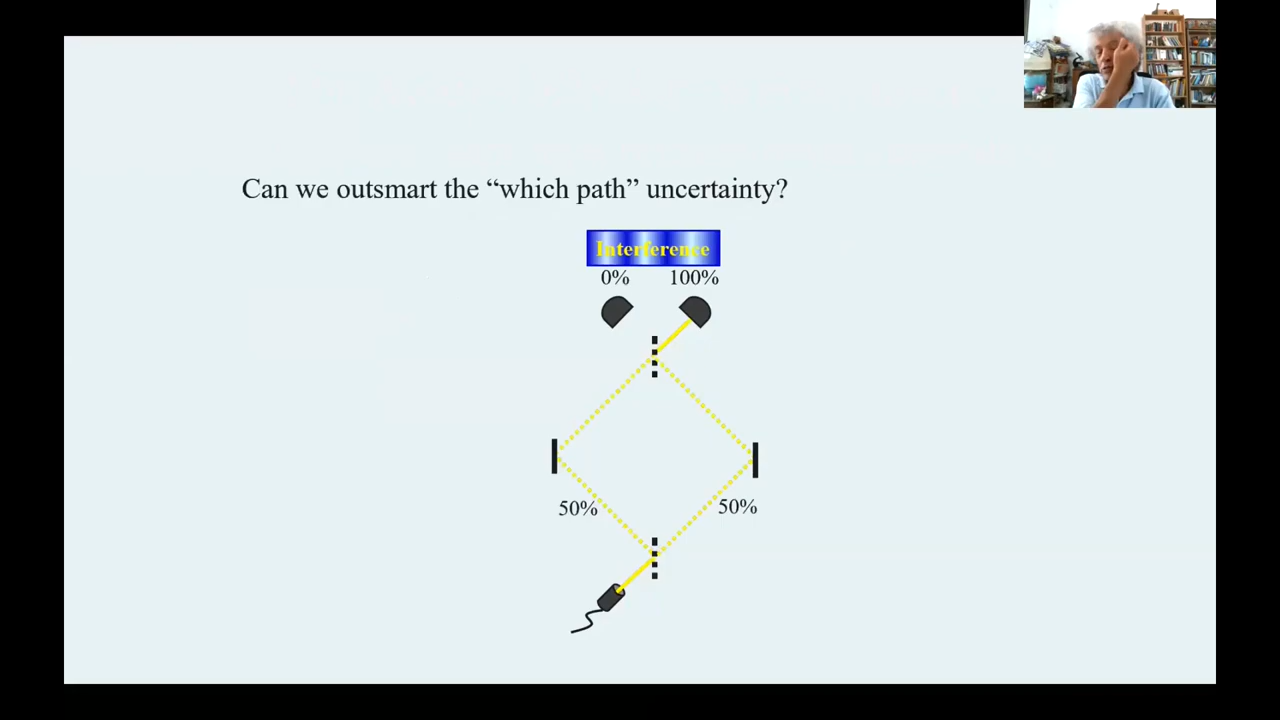 Can we outsmart the “which path” uncertainty?
Interference
0% 100%
50% 50%